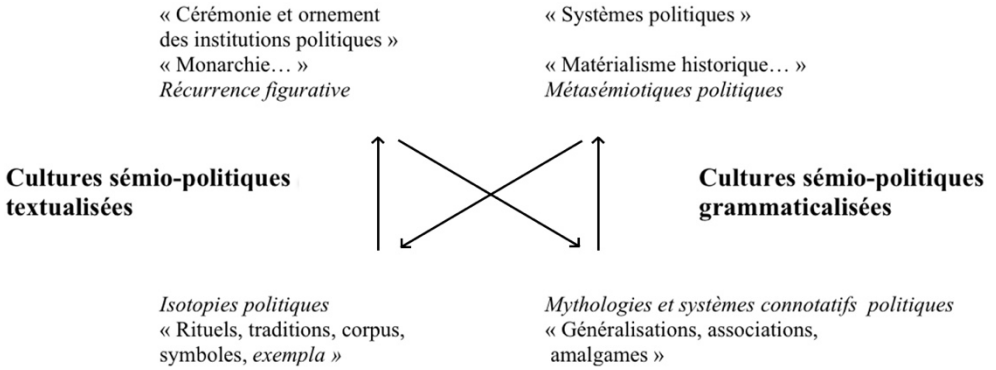 « Cérémonie et ornement
des institutions politiques »
« Monarchie… »
Récurrence figurative
« Systèmes politiques »
« Matérialisme historique… »
Métasémiotiques politiques
Cultures sémio-politiques
textualisées
Cultures sémio-politiques
grammaticalisées
Isotopies politiques
« Rituels, traditions, corpus,
symboles, exempla »
Mythologies et systèmes connotatifs politiques
« Généralisations, associations,
amalgames »